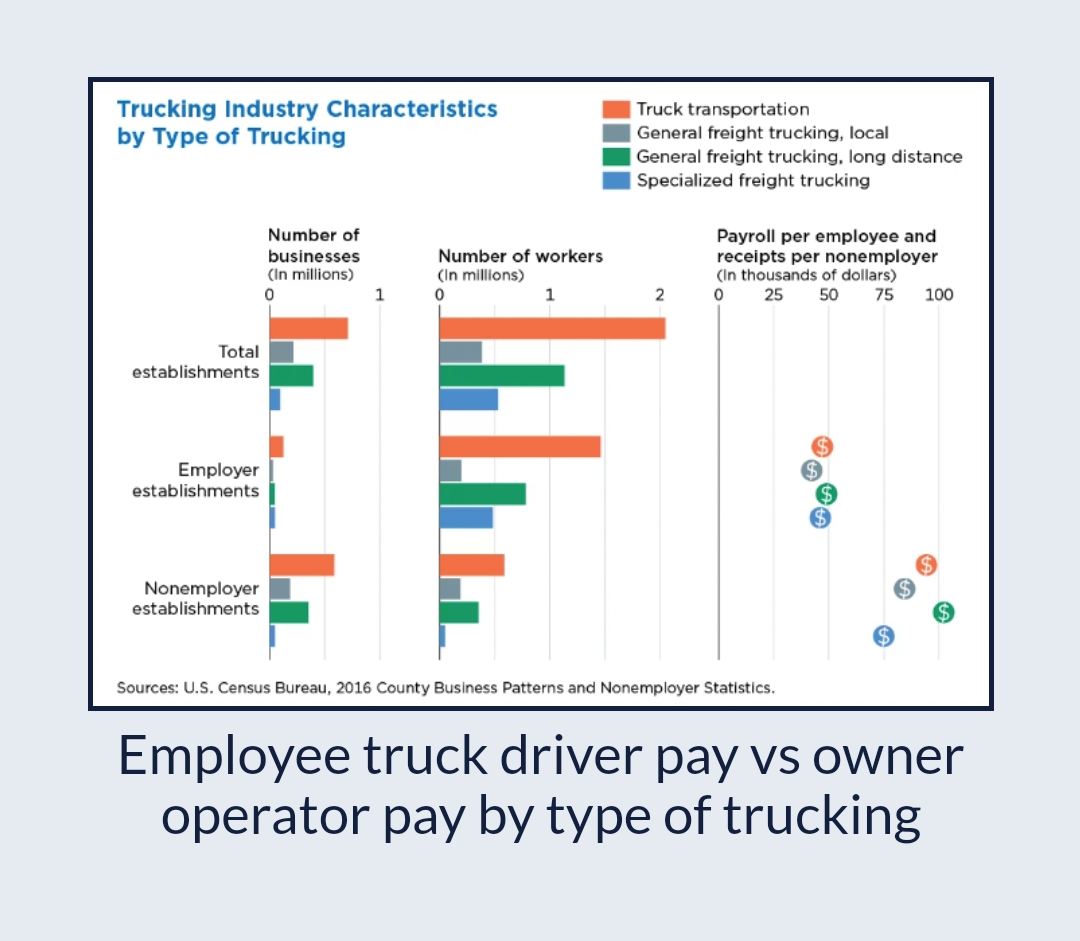 Trucking Industry Characteristics
by Type of Trucking
Truck transportation
General freight trucking, local
General freight trucking, long distance
Specialized freight trucking
Number of
businesses
(In millions)
0 1
Number of workers
(In millions)
0 1 2
Payroll per employee and
receipts per nonemployer
(In thousands of dollars)
0 25 50 75 100
Total
establishments
Employer
establishments
$
$
$
$
Nonemployer
establishments
$
$
$
$
Sources: U.S. Census Bureau, 2016 County Business Patterns and Nonemployer Statistics.
Employee truck driver pay vs owner
operator pay by type of trucking